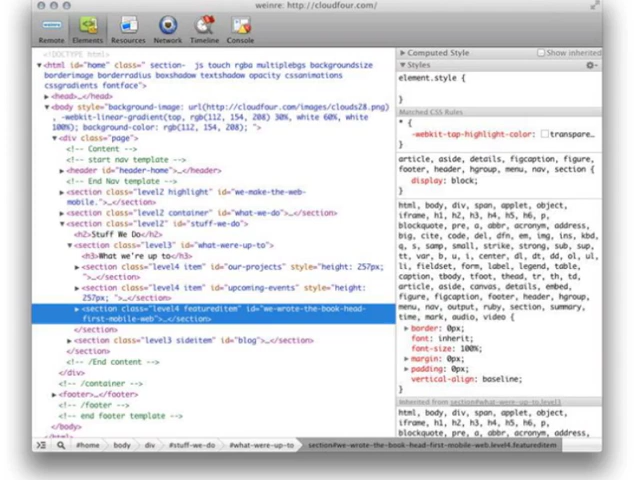 weinre: http://cloudfour.com/
Remote Elements Resources Network Timeline Console
<!DOCTYPE html>
▼<html id="home" class=" section- js touch rgba multiplebgs backgroundsize
borderimage borderradius boxshadow textshadow opacity cssanimations
cssgradients fontface">
▶<head>…</head>
▼<body style="background-image: url(http://cloudfour.com/images/clouds28.png)
, -webkit-linear-gradient(top, rgb(112, 154, 208) 30%, white 60%, white
100%); background-color: rgb(112, 154, 208); ">
▼<div class="page">
<!-- Content -->
<!-- start nav template -->
▶<header id="header-home">…</header>
<!-- End Nav template -->
▶<section class="level2 highlight" id="we-make-the-web-
mobile.">…</section>
▶<section class="level2 container" id="what-we-do">…</section>
▼<section class="level2" id="stuff-we-do">
<h2>Stuff We Do</h2>
▼<section class="level3" id="what-were-up-to">
<h3>What we're up to</h3>
▶<section class="level4 item" id="our-projects" style="height: 257px;
">…</section>
▶<section class="level4 item" id="upcoming-events" style="height:
257px; ">…</section>
▶<section class="level4 featureditem" id="we-wrote-the-book-head-
first-mobile-web">…</section>
</section>
▶<section class="level3 sideitem" id="blog">…</section>
</section>
<!-- /End content -->
</div>
<!-- /container -->
▶<footer>…</footer>
<!-- /footer -->
<!-- end footer template -->
</body>
#home body div #stuff-we-do #what-were-up-to section#we-wrote-the-book-head-first-mobile-web.level4.featureditem
▶ Computed Style Show inherited
▼ Styles
element.style {
}
Matched CSS Rules
* {
-webkit-tap-highlight-color: transpare…
}
article, aside, details, figcaption, figure,
footer, header, hgroup, menu, nav, section {
display: block;
}
html, body, div, span, applet, object,
iframe, h1, h2, h3, h4, h5, h6, p,
blockquote, pre, a, abbr, acronym, address,
big, cite, code, del, dfn, em, img, ins, kbd,
q, s, samp, small, strike, strong, sub, sup,
tt, var, b, u, i, center, dl, dt, dd, ol, ul,
li, fieldset, form, label, legend, table,
caption, tbody, tfoot, thead, tr, th, td,
article, aside, canvas, details, embed,
figure, figcaption, footer, header, hgroup,
menu, nav, output, ruby, section, summary,
time, mark, audio, video {
▶ border: 0px;
font: inherit;
font-size: 100%;
▶ margin: 0px;
▶ padding: 0px;
vertical-align: baseline;
}
Inherited from section#what-were-up-to.level3
html, body, div, span, applet, object,
iframe, h1, h2, h3, h4, h5, h6, p,
blockquote, pre, a, abbr, acronym, address,